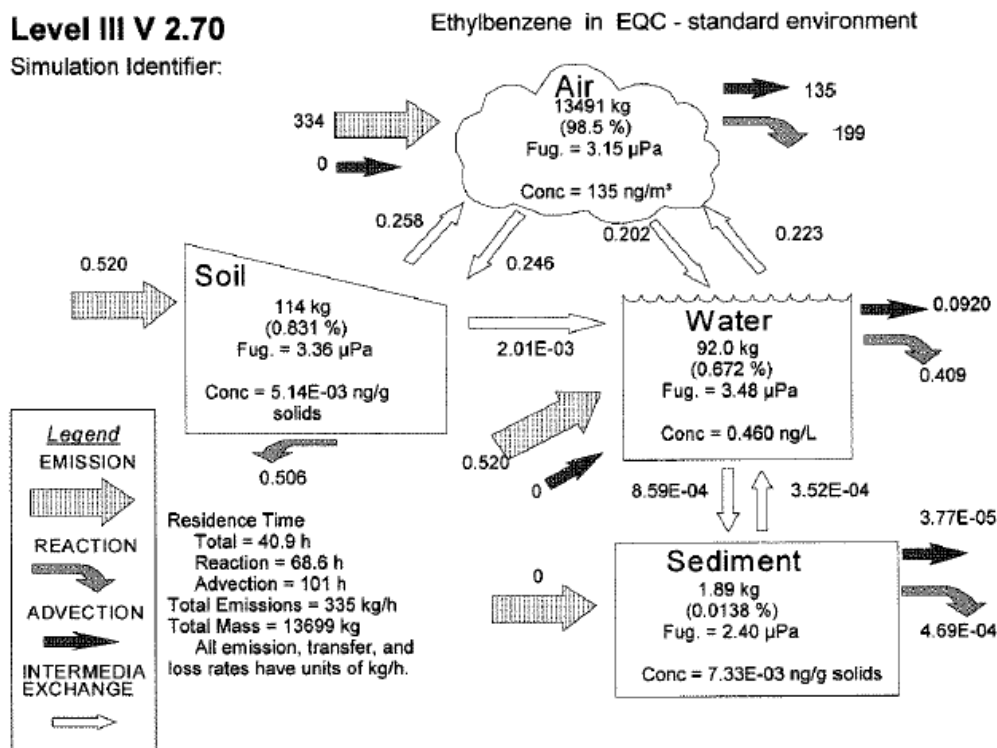 Level III V 2.70
Ethylbenzene in EQC - standard environment
Simulation Identifier:
Air
13491 kg
(98.5 %)
Fug. = 3.15 µPa
Conc = 135 ng/m³
334
0
135
199
0.258
0.246
0.202
0.223
0.520
Soil
114 kg
(0.831 %)
Fug. = 3.36 µPa
Conc = 5.14E-03 ng/g
solids
2.01E-03
Water
92.0 kg
(0.672 %)
Fug. = 3.48 µPa
Conc = 0.460 ng/L
0.0920
0.409
0.506
0.520
0
8.59E-04
3.52E-04
Legend
EMISSION
REACTION
ADVECTION
INTERMEDIA
EXCHANGE
Residence Time
Total = 40.9 h
Reaction = 68.6 h
Advection = 101 h
Total Emissions = 335 kg/h
Total Mass = 13699 kg
All emission, transfer, and
loss rates have units of kg/h.
0
Sediment
1.89 kg
(0.0138 %)
Fug. = 2.40 µPa
Conc = 7.33E-03 ng/g solids
3.77E-05
4.69E-04